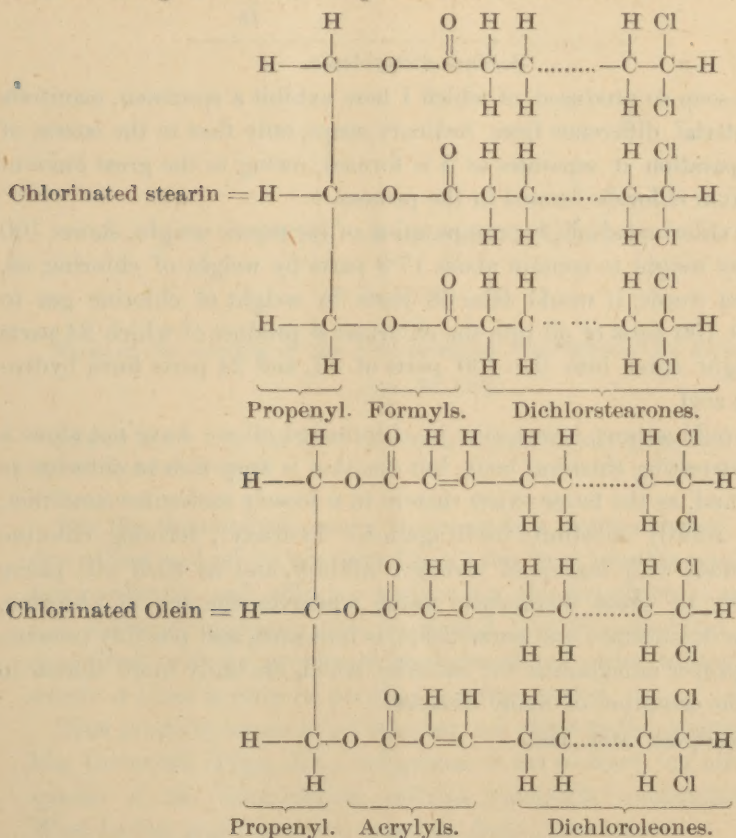 H O H H H Cl
H—C—O—C—C—C.........—C—C—H
H H H Cl
O H H H Cl
Chlorinated stearin = H—C—O—C—C—C.........—C—C—H
H H H Cl
O H H H Cl
H—C—O—C—C—C... ......—C—C—H
H H H H Cl
Propenyl. Formyls. Dichlorstearones.
H O H H H H H Cl
H—C—O—C—C=C—C—C.........C—C—H
H H H Cl
O H H H H H Cl
Chlorinated Olein = H—C—O—C—C=C—C—C.........C—C—H
H H H Cl
O H H H H H Cl
H—C—O—C—C=C—C—C.........C—C—H
H H H H Cl
Propenyl. Acrylyls. Dichloroleones.